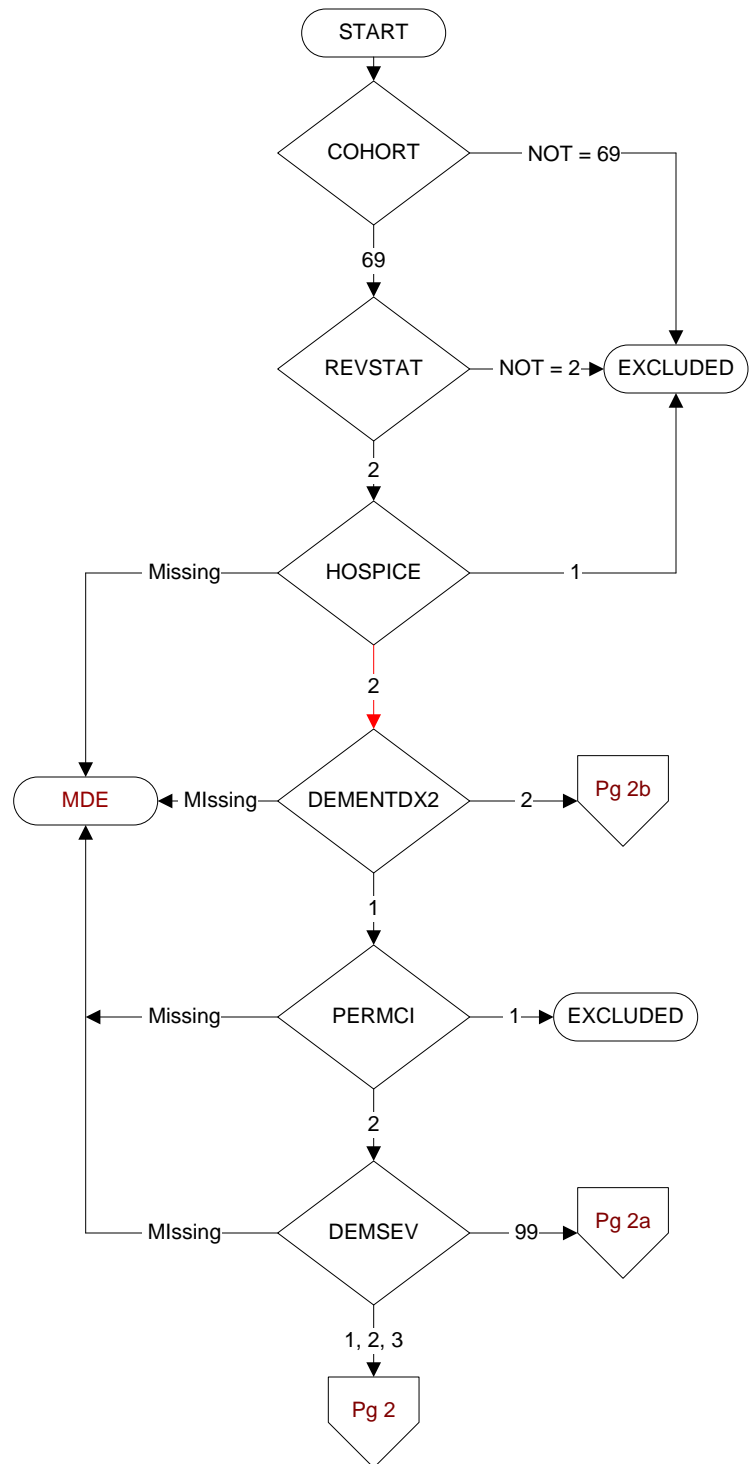 START
COHORT
NOT = 69
69
REVSTAT
NOT = 2
EXCLUDED
2
Missing
HOSPICE
1
2
MDE
MIssing
DEMENTDX2
2
Pg 2b
1
Missing
PERMCI
1
EXCLUDED
2
MIssing
DEMSEV
99
Pg 2a
1, 2, 3
Pg 2